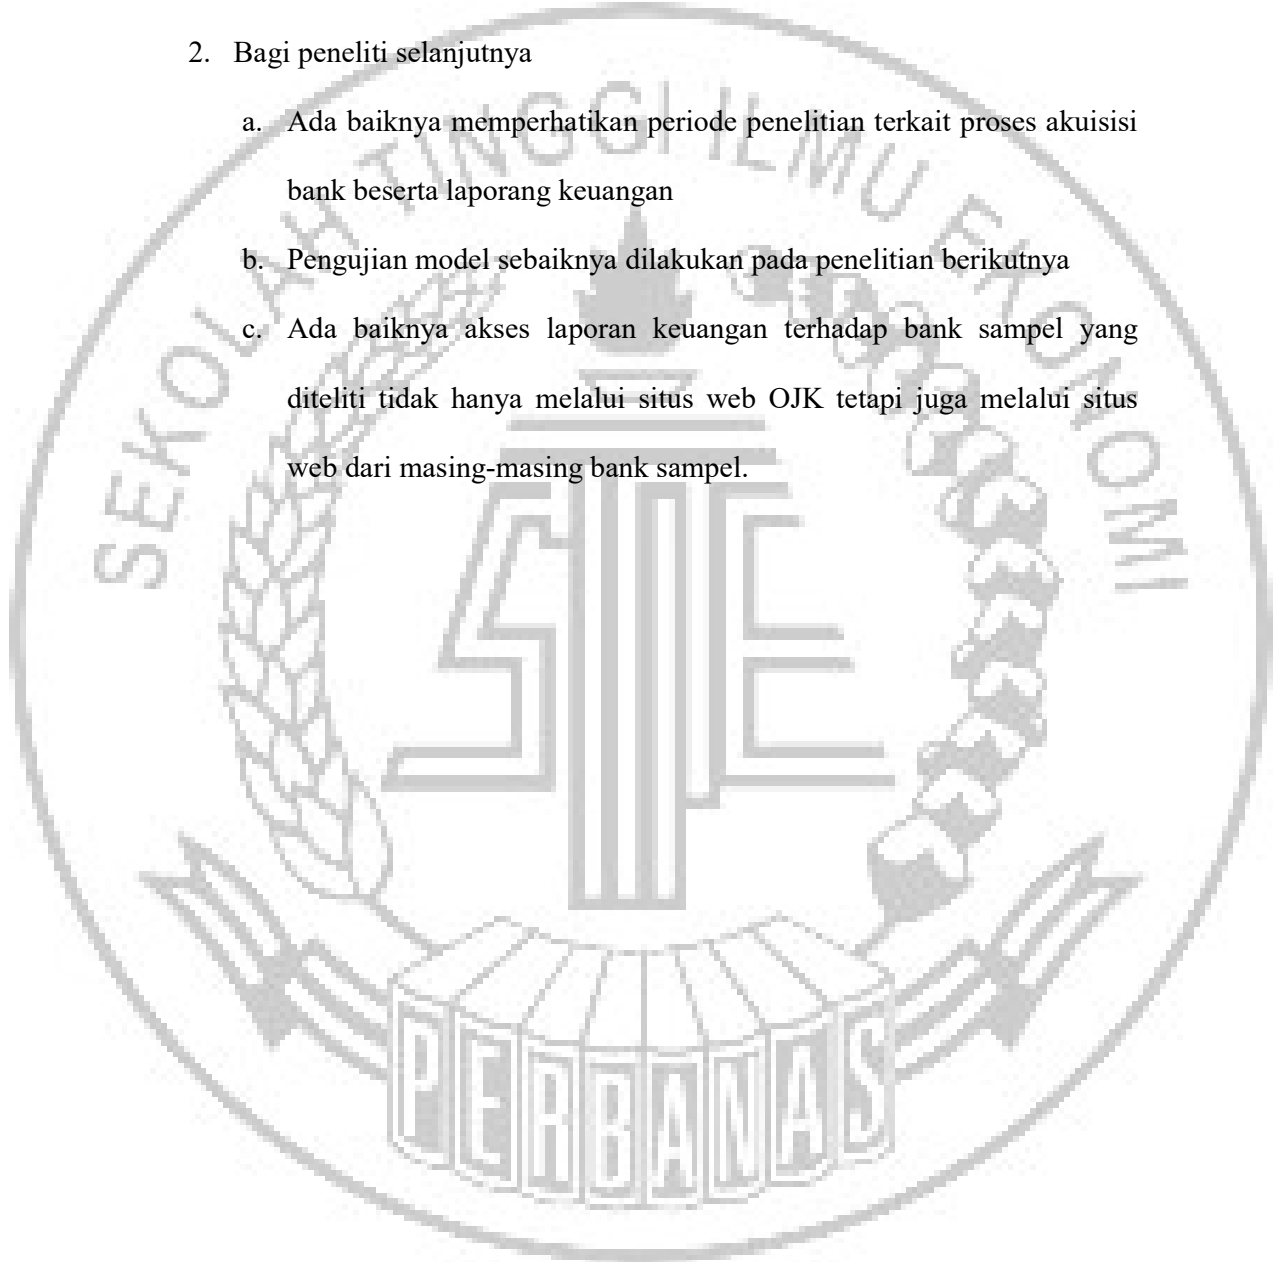 2. Bagi peneliti selanjutnya
a. Ada baiknya memperhatikan periode penelitian terkait proses akuisisi
bank beserta laporang keuangan
b. Pengujian model sebaiknya dilakukan pada penelitian berikutnya
c. Ada baiknya akses laporan keuangan terhadap bank sampel yang
diteliti tidak hanya melalui situs web OJK tetapi juga melalui situs
web dari masing-masing bank sampel.
SEKOLAH TINGGI ILMU EKONOMI
PERBANAS